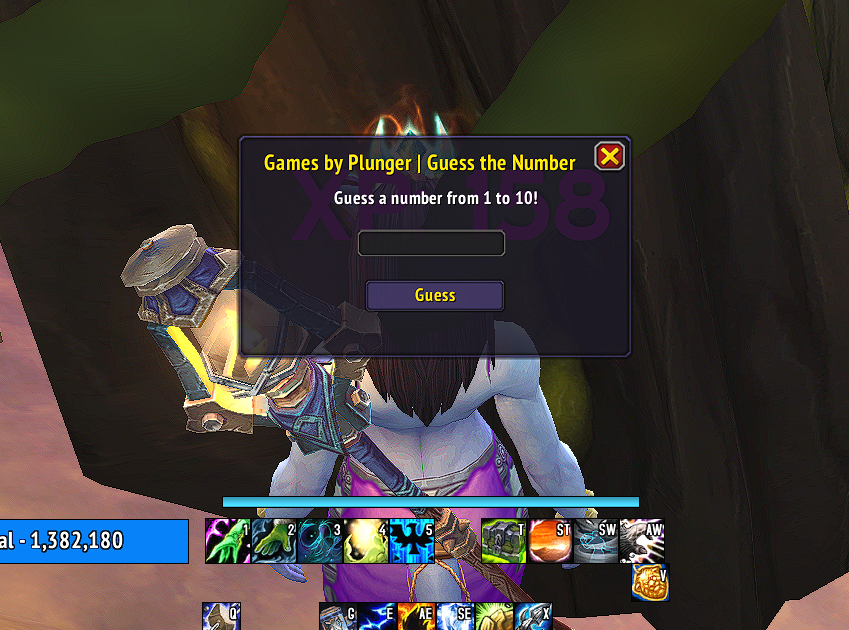 Games by Plunger | Guess the Number
Guess a number from 1 to 10!
Guess
al - 1,382,180
1
2
3
4
5
T
ST
SW
AW
V
Q
G
E
AE
SE
X